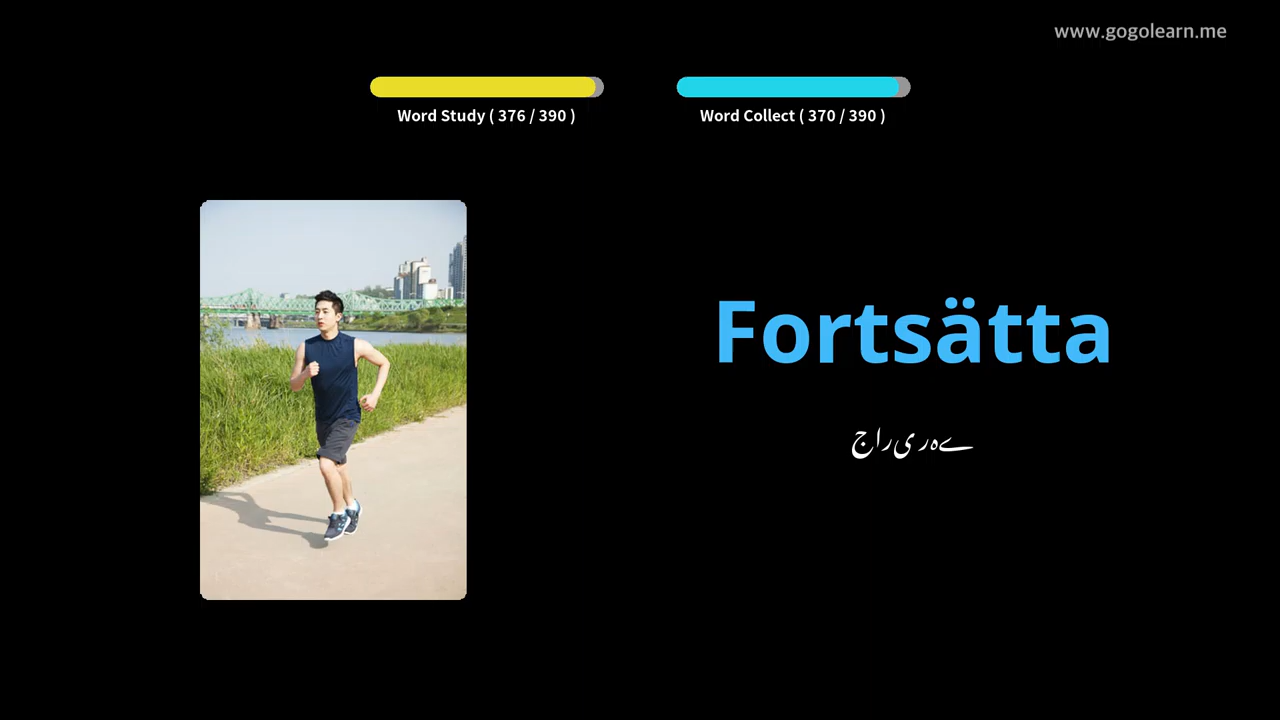 www.gogolearn.me
Word Study ( 376 / 390 )
Word Collect ( 370 / 390 )
Fortsätta
جاری رہے